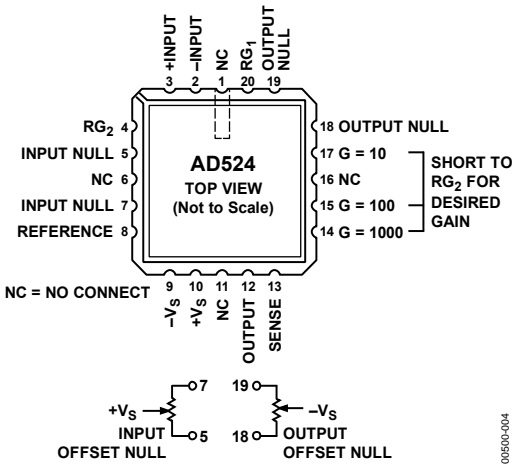 +INPUT
–INPUT
NC
RG1
OUTPUT
NULL
3 2 1 20 19
RG2 4
INPUT NULL 5
NC 6
INPUT NULL 7
REFERENCE 8
AD524
TOP VIEW
(Not to Scale)
18 OUTPUT NULL
17 G = 10
16 NC
15 G = 100
14 G = 1000
SHORT TO
RG2 FOR
DESIRED
GAIN
NC = NO CONNECT
9 10 11 12 13
–VS
+VS
NC
OUTPUT
SENSE
7
+VS
5
INPUT
OFFSET NULL
19
–VS
18
OUTPUT
OFFSET NULL
00500-004